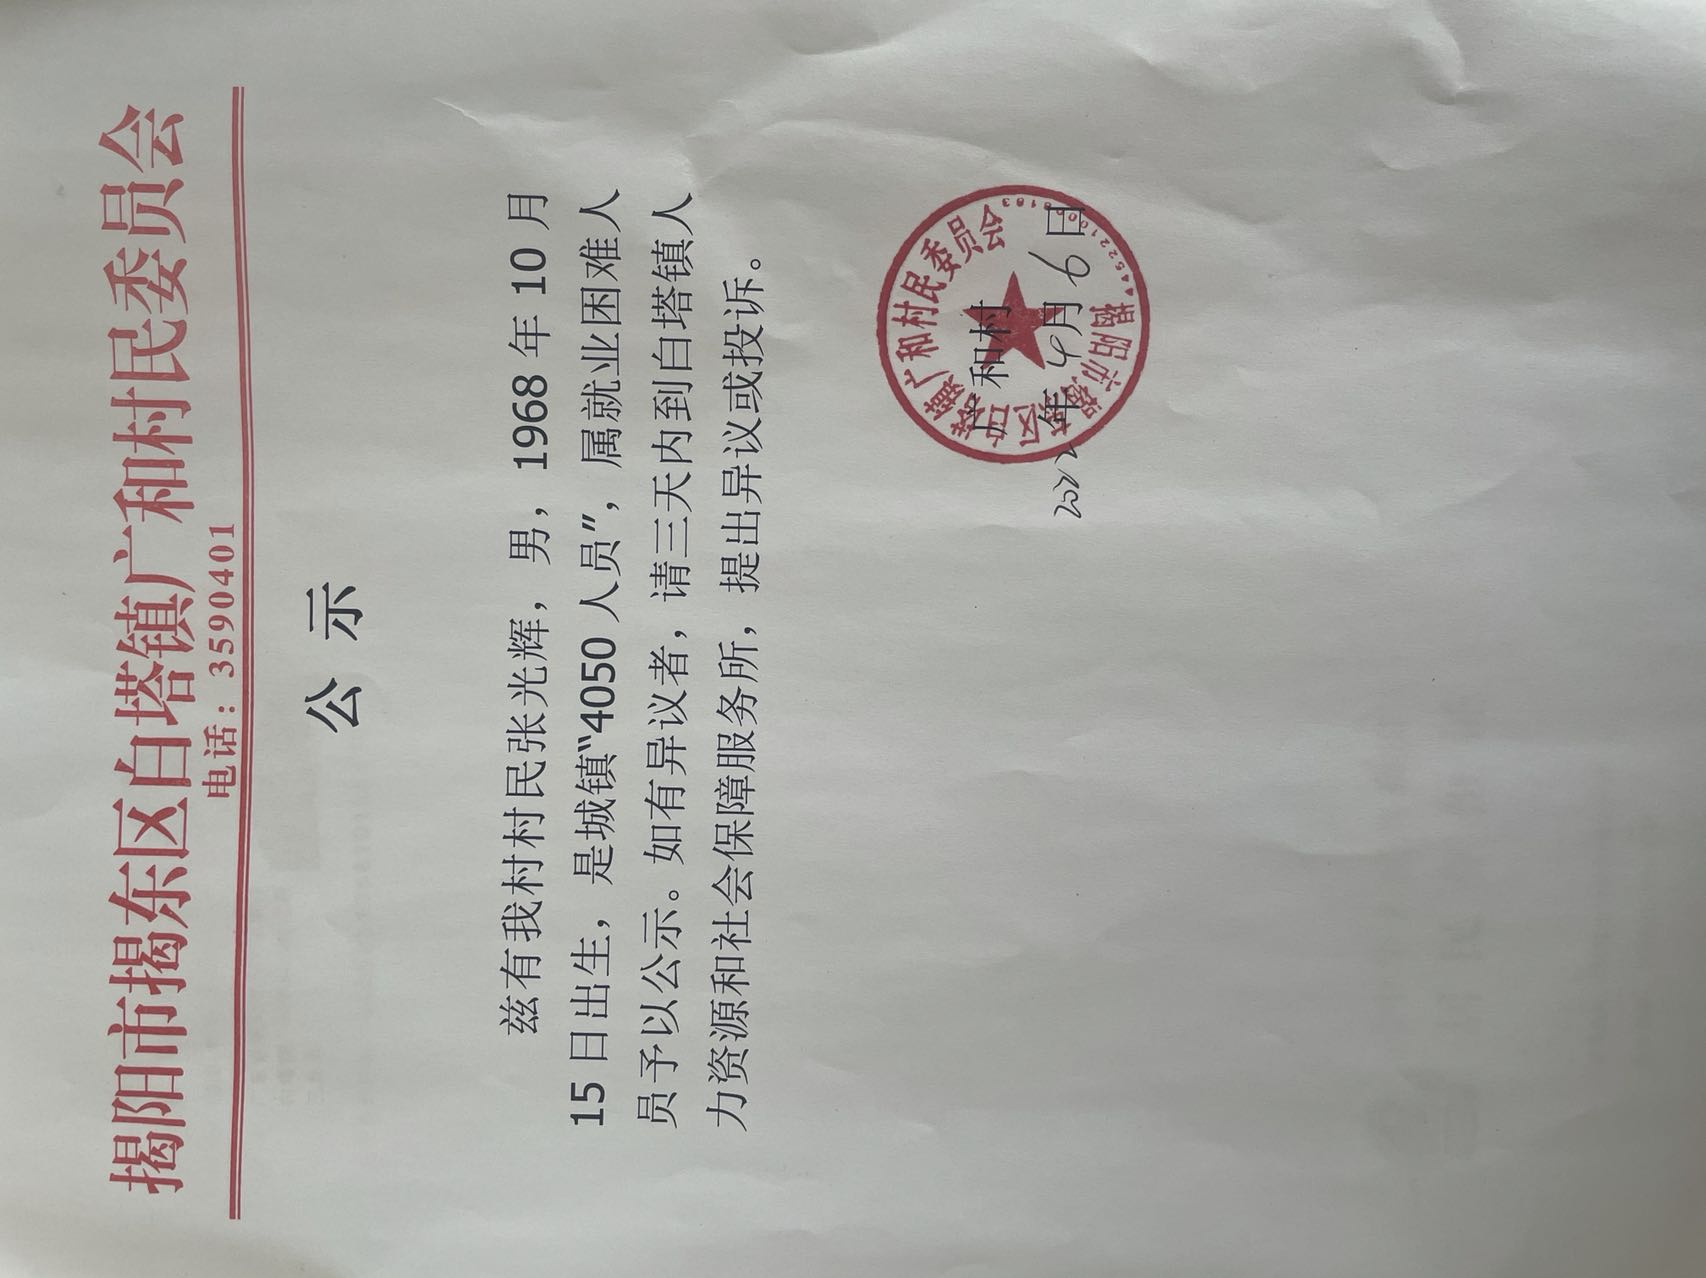 揭阳市揭东区白塔镇广和村民委员会
电话：3590401
公示
兹有我村村民张光辉，男，1968年10月
15日出生，是城镇“4050人员”，属就业困难人
员予以公示。如有异议者，请三天内到白塔镇人
力资源和社会保障服务所，提出异议或投诉。
广和村
2022年4月6日
揭阳市揭东区白塔镇广和村民委员会